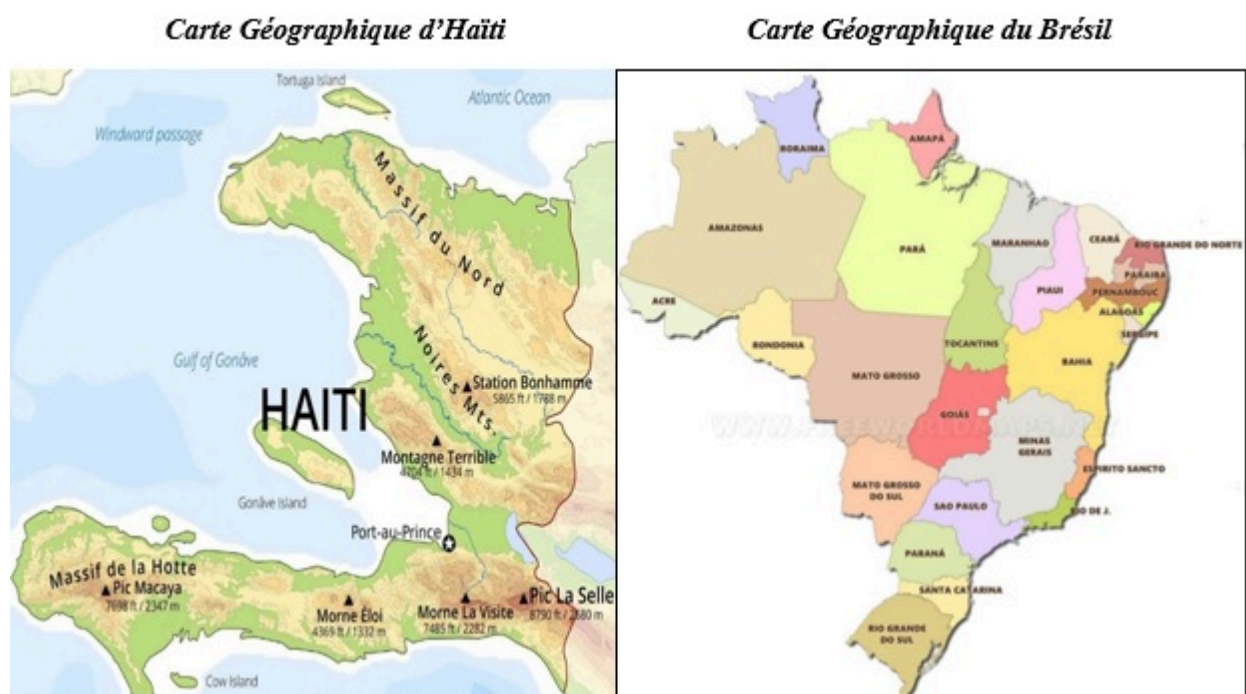 Carte Géographique d'Haïti
Carte Géographique du Brésil
Tortuga Island
Atlantic Ocean
Windward passage
Massif du Nord
Noires Mts.
Gulf of Gonâve
HAITI
Station Bonhamme
5865 ft / 1788 m
Montagne Terrible
4704 ft / 1434 m
Gonâve Island
Port-au-Prince
Massif de la Hotte
Pic Macaya
7698 ft / 2347 m
Morne Éloi
4369 ft / 1332 m
Morne La Visite
7485 ft / 2282 m
Pic La Selle
8790 ft / 2680 m
Cow Island
BORAIMA
AMAPÁ
AMAZONAS
PARÁ
MARANHAO
CEARÁ
RIO GRANDE DO NORTE
PARAIBA
PIAUI
PERNAMBOUC
ALAGOÁS
SERGIPE
ACRE
RONDONIA
TOCANTINS
BAHIA
MATO GROSSO
GOIÁS
WWW.FREEWORLDMAPS.NET
MINAS
GERAIS
ESPIRITO SANCTO
MATO GROSSO
DO SUL
SAO PAULO
RIO DE J.
PARANÁ
SANTA CATARINA
RIO GRANDE
DO SUL